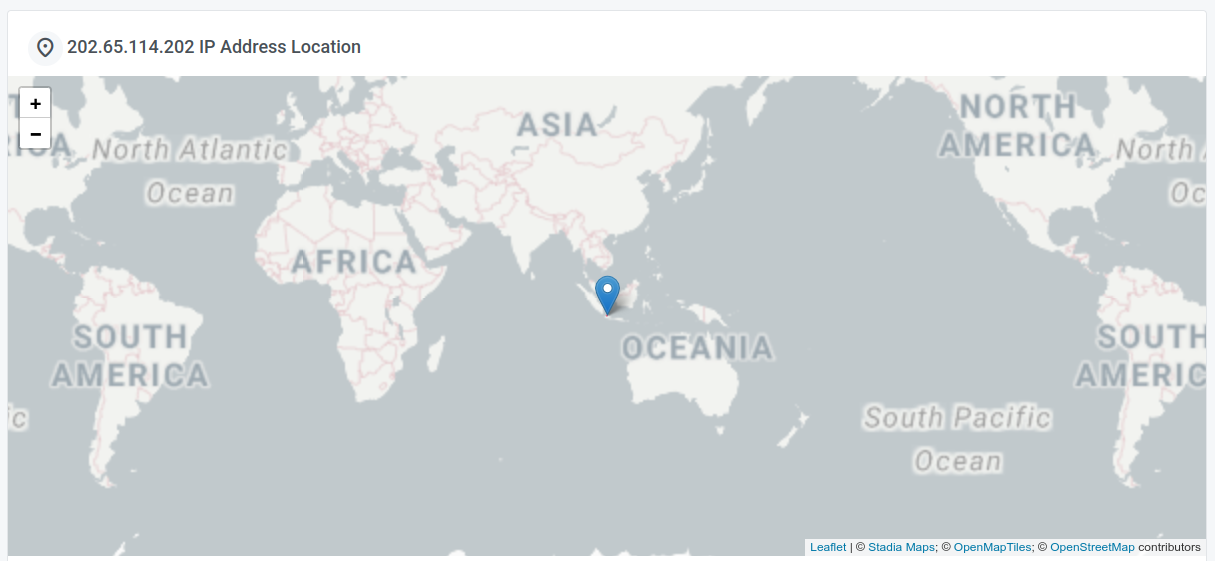 202.65.114.202 IP Address Location
+
−
ASIA
NORTH
AMERICA
North Atlantic
Ocean
North
Oc
AFRICA
SOUTH
AMERICA
OCEANIA
SOUTH
AMERIC
ic
South Pacific
Ocean
Leaflet | © Stadia Maps; © OpenMapTiles; © OpenStreetMap contributors